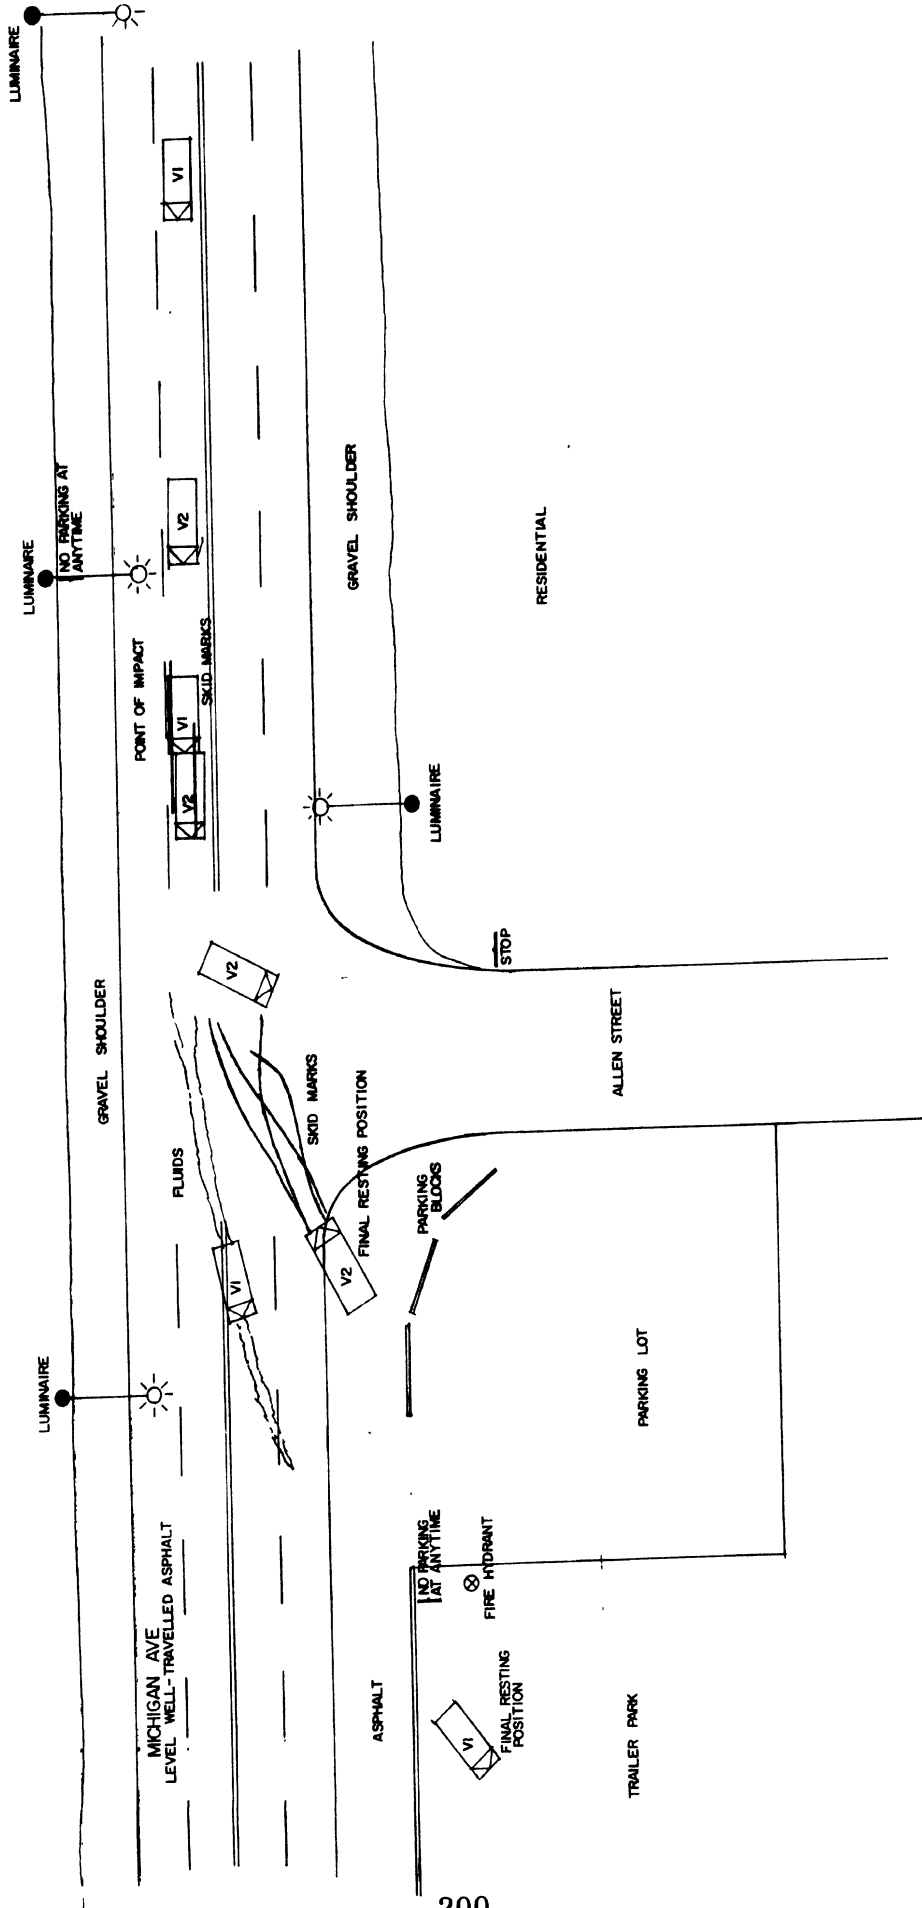 LUMINAIRE
V1
NO PARKING AT
ANYTIME
LUMINAIRE
V2
GRAVEL SHOULDER
RESIDENTIAL
POINT OF IMPACT
SKID MARKS
V1
V2
LUMINAIRE
STOP
V2
GRAVEL SHOULDER
ALLEN STREET
SKID MARKS
FLUIDS
FINAL RESTING POSITION
PARKING
BLOCKS
V1
V2
LUMINAIRE
PARKING LOT
MICHIGAN AVE
LEVEL WELL-TRAVELLED ASPHALT
NO PARKING
AT ANYTIME
FIRE HYDRANT
ASPHALT
V1
FINAL RESTING
POSITION
TRAILER PARK
200